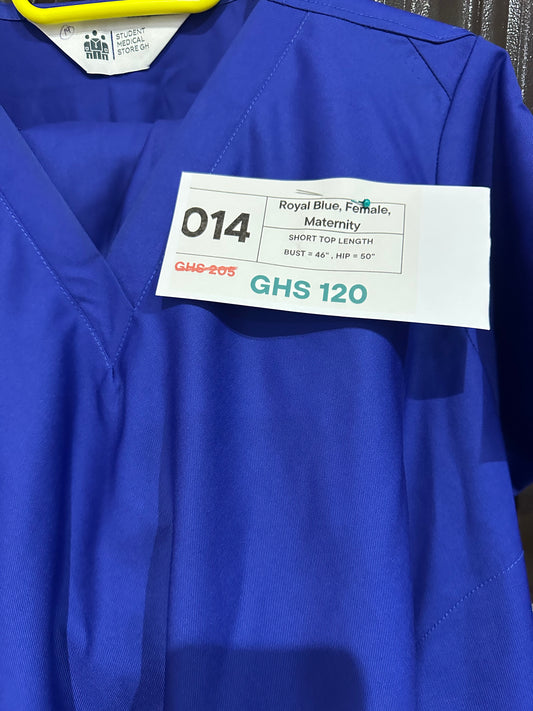 STUDENT
MEDICAL
STORE GH
014
Royal Blue, Female,
Maternity
SHORT TOP LENGTH
BUST = 46" , HIP = 50"
GHS 205
GHS 120